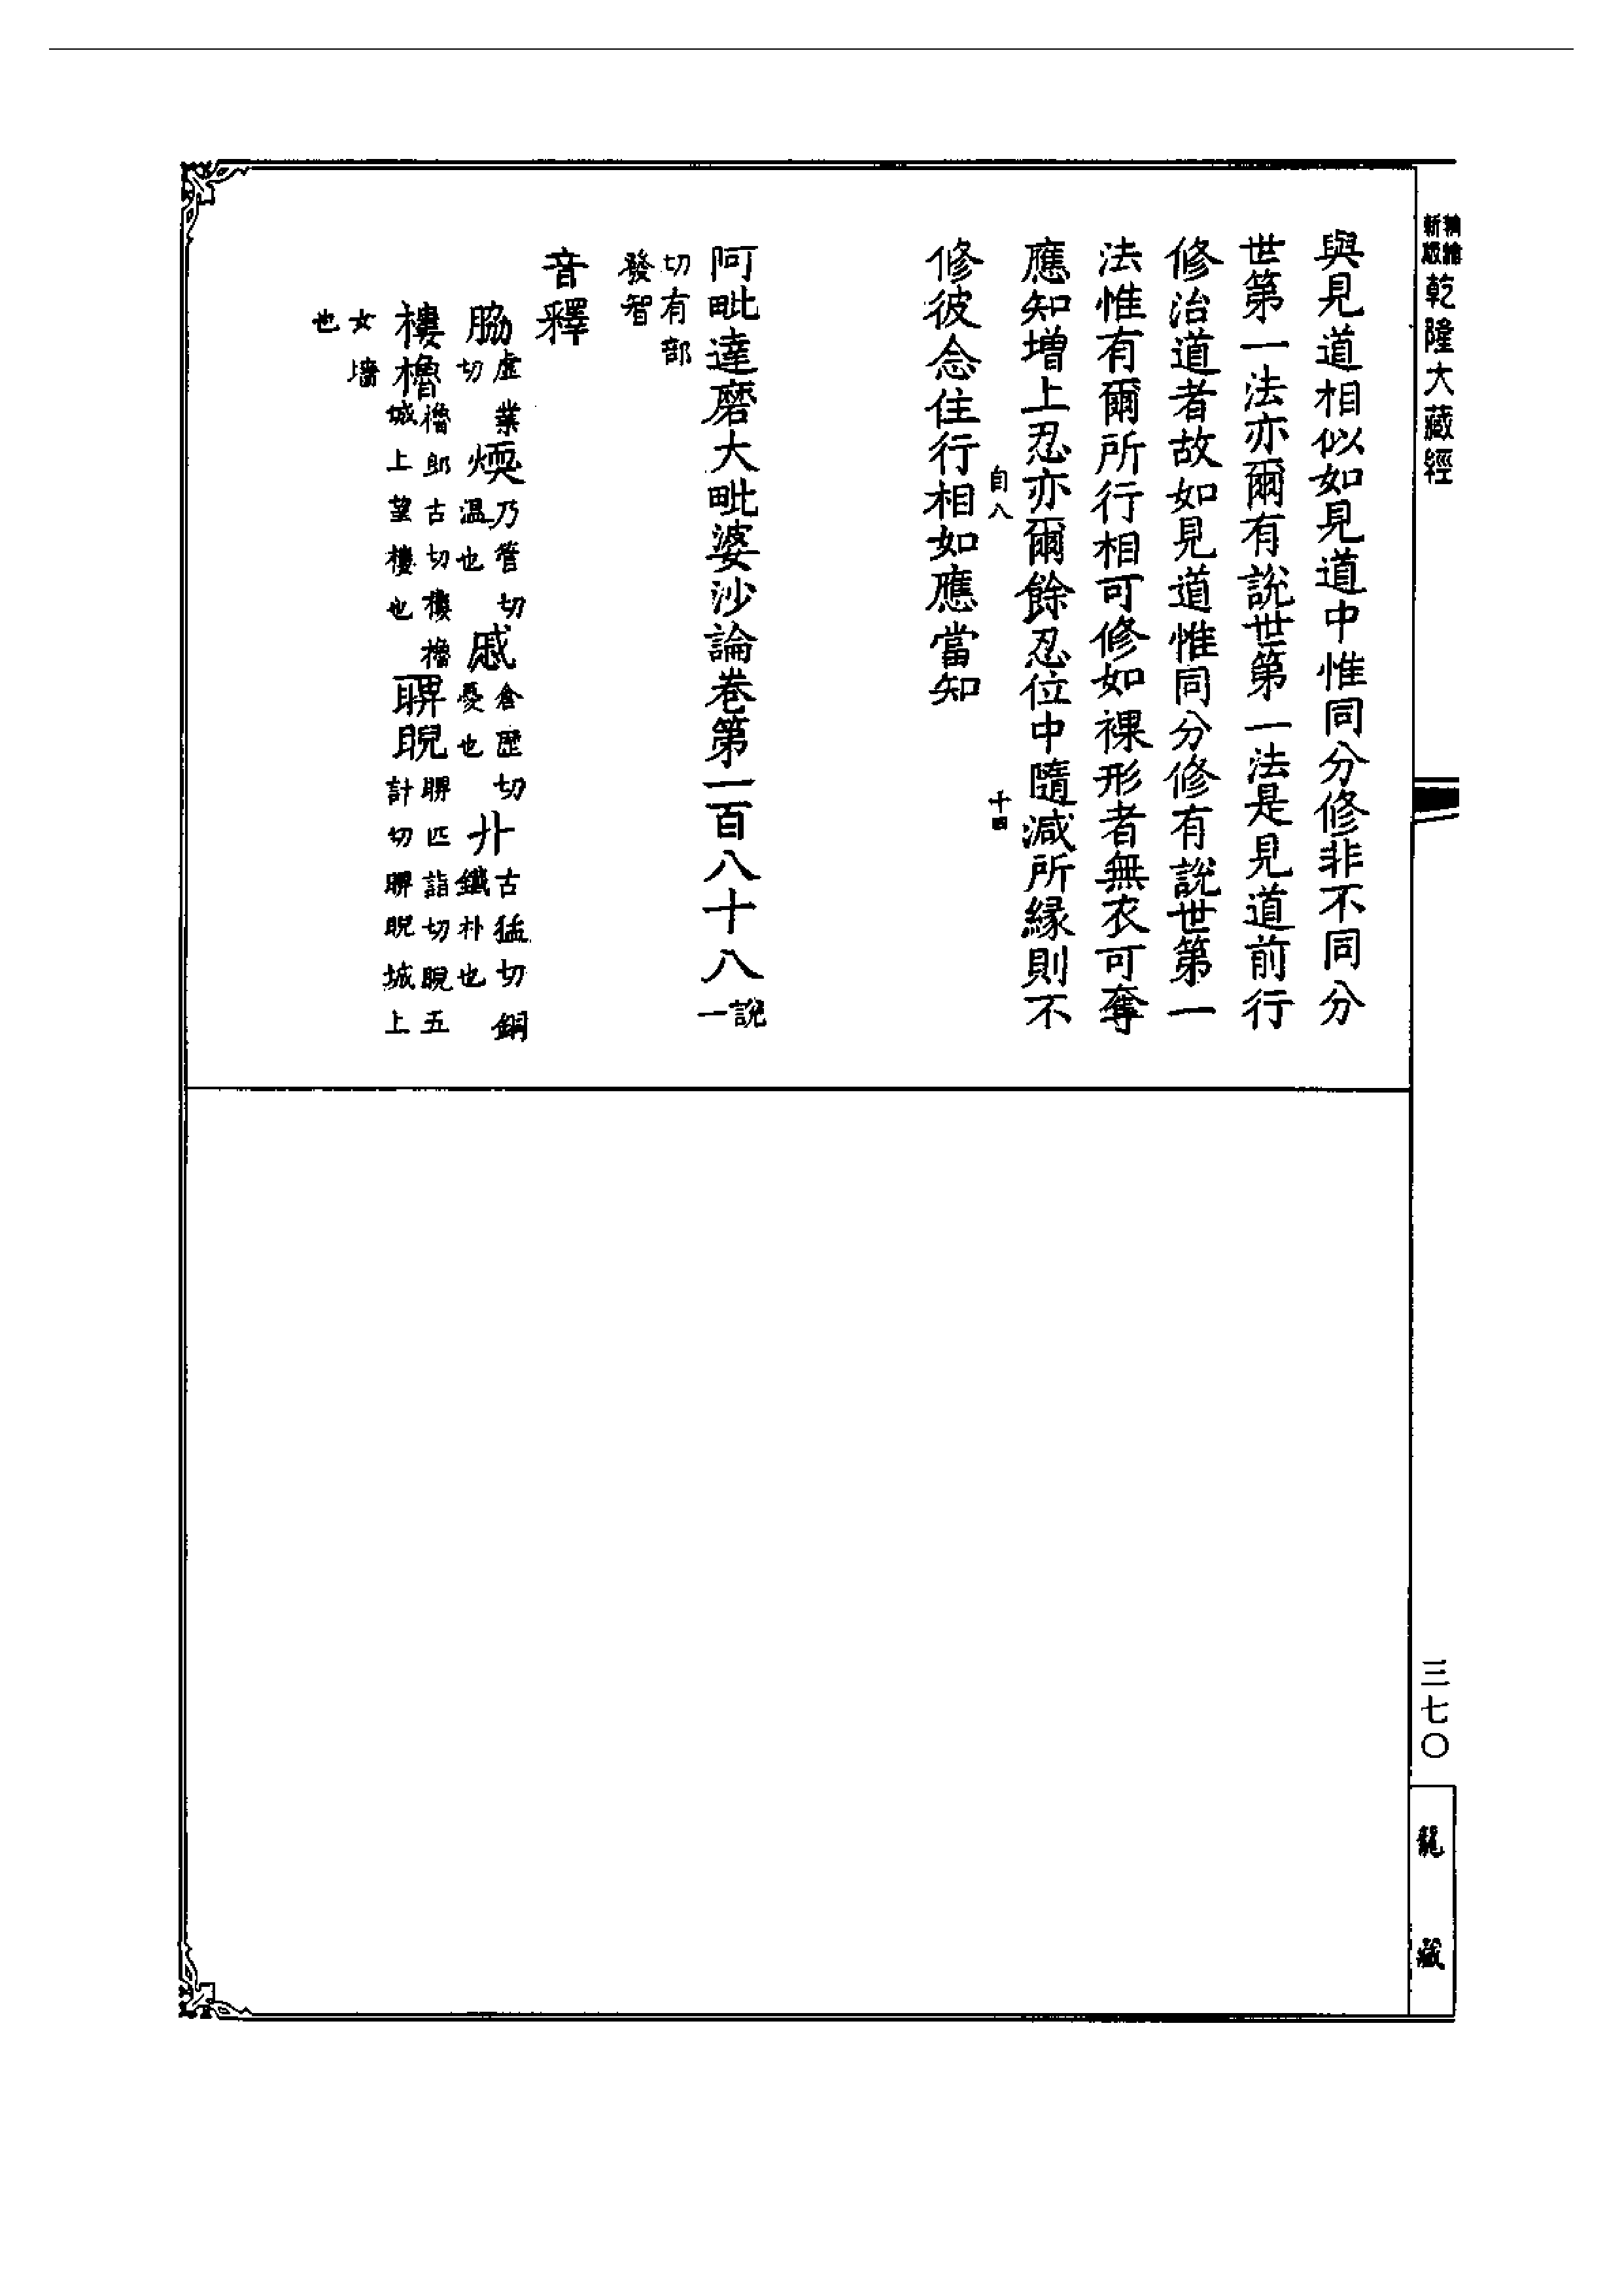 新版
精縮
乾隆大藏經
與見道相似如見道中惟同分修非不同分
世第一法亦爾有說世第一法是見道前行
修治道者故如見道惟同分修有說世第一
法惟有爾所行相可修如裸形者無衣可奪
應知增上忍亦爾餘忍位中隨減所緣則不
自八 十四
修彼念住行相如應當知
阿毗達磨大毗婆沙論卷第一百八十八說一
切有部
發智
音釋
脇虛業切 煗乃管切溫也 戚倉歷切憂也 卝古猛切銅鐵朴也
樓櫓櫓郎古切樓櫓城上望樓也 睥睨睥匹詣切睨五計切睥睨城上
女墻
也
三七〇
龍藏